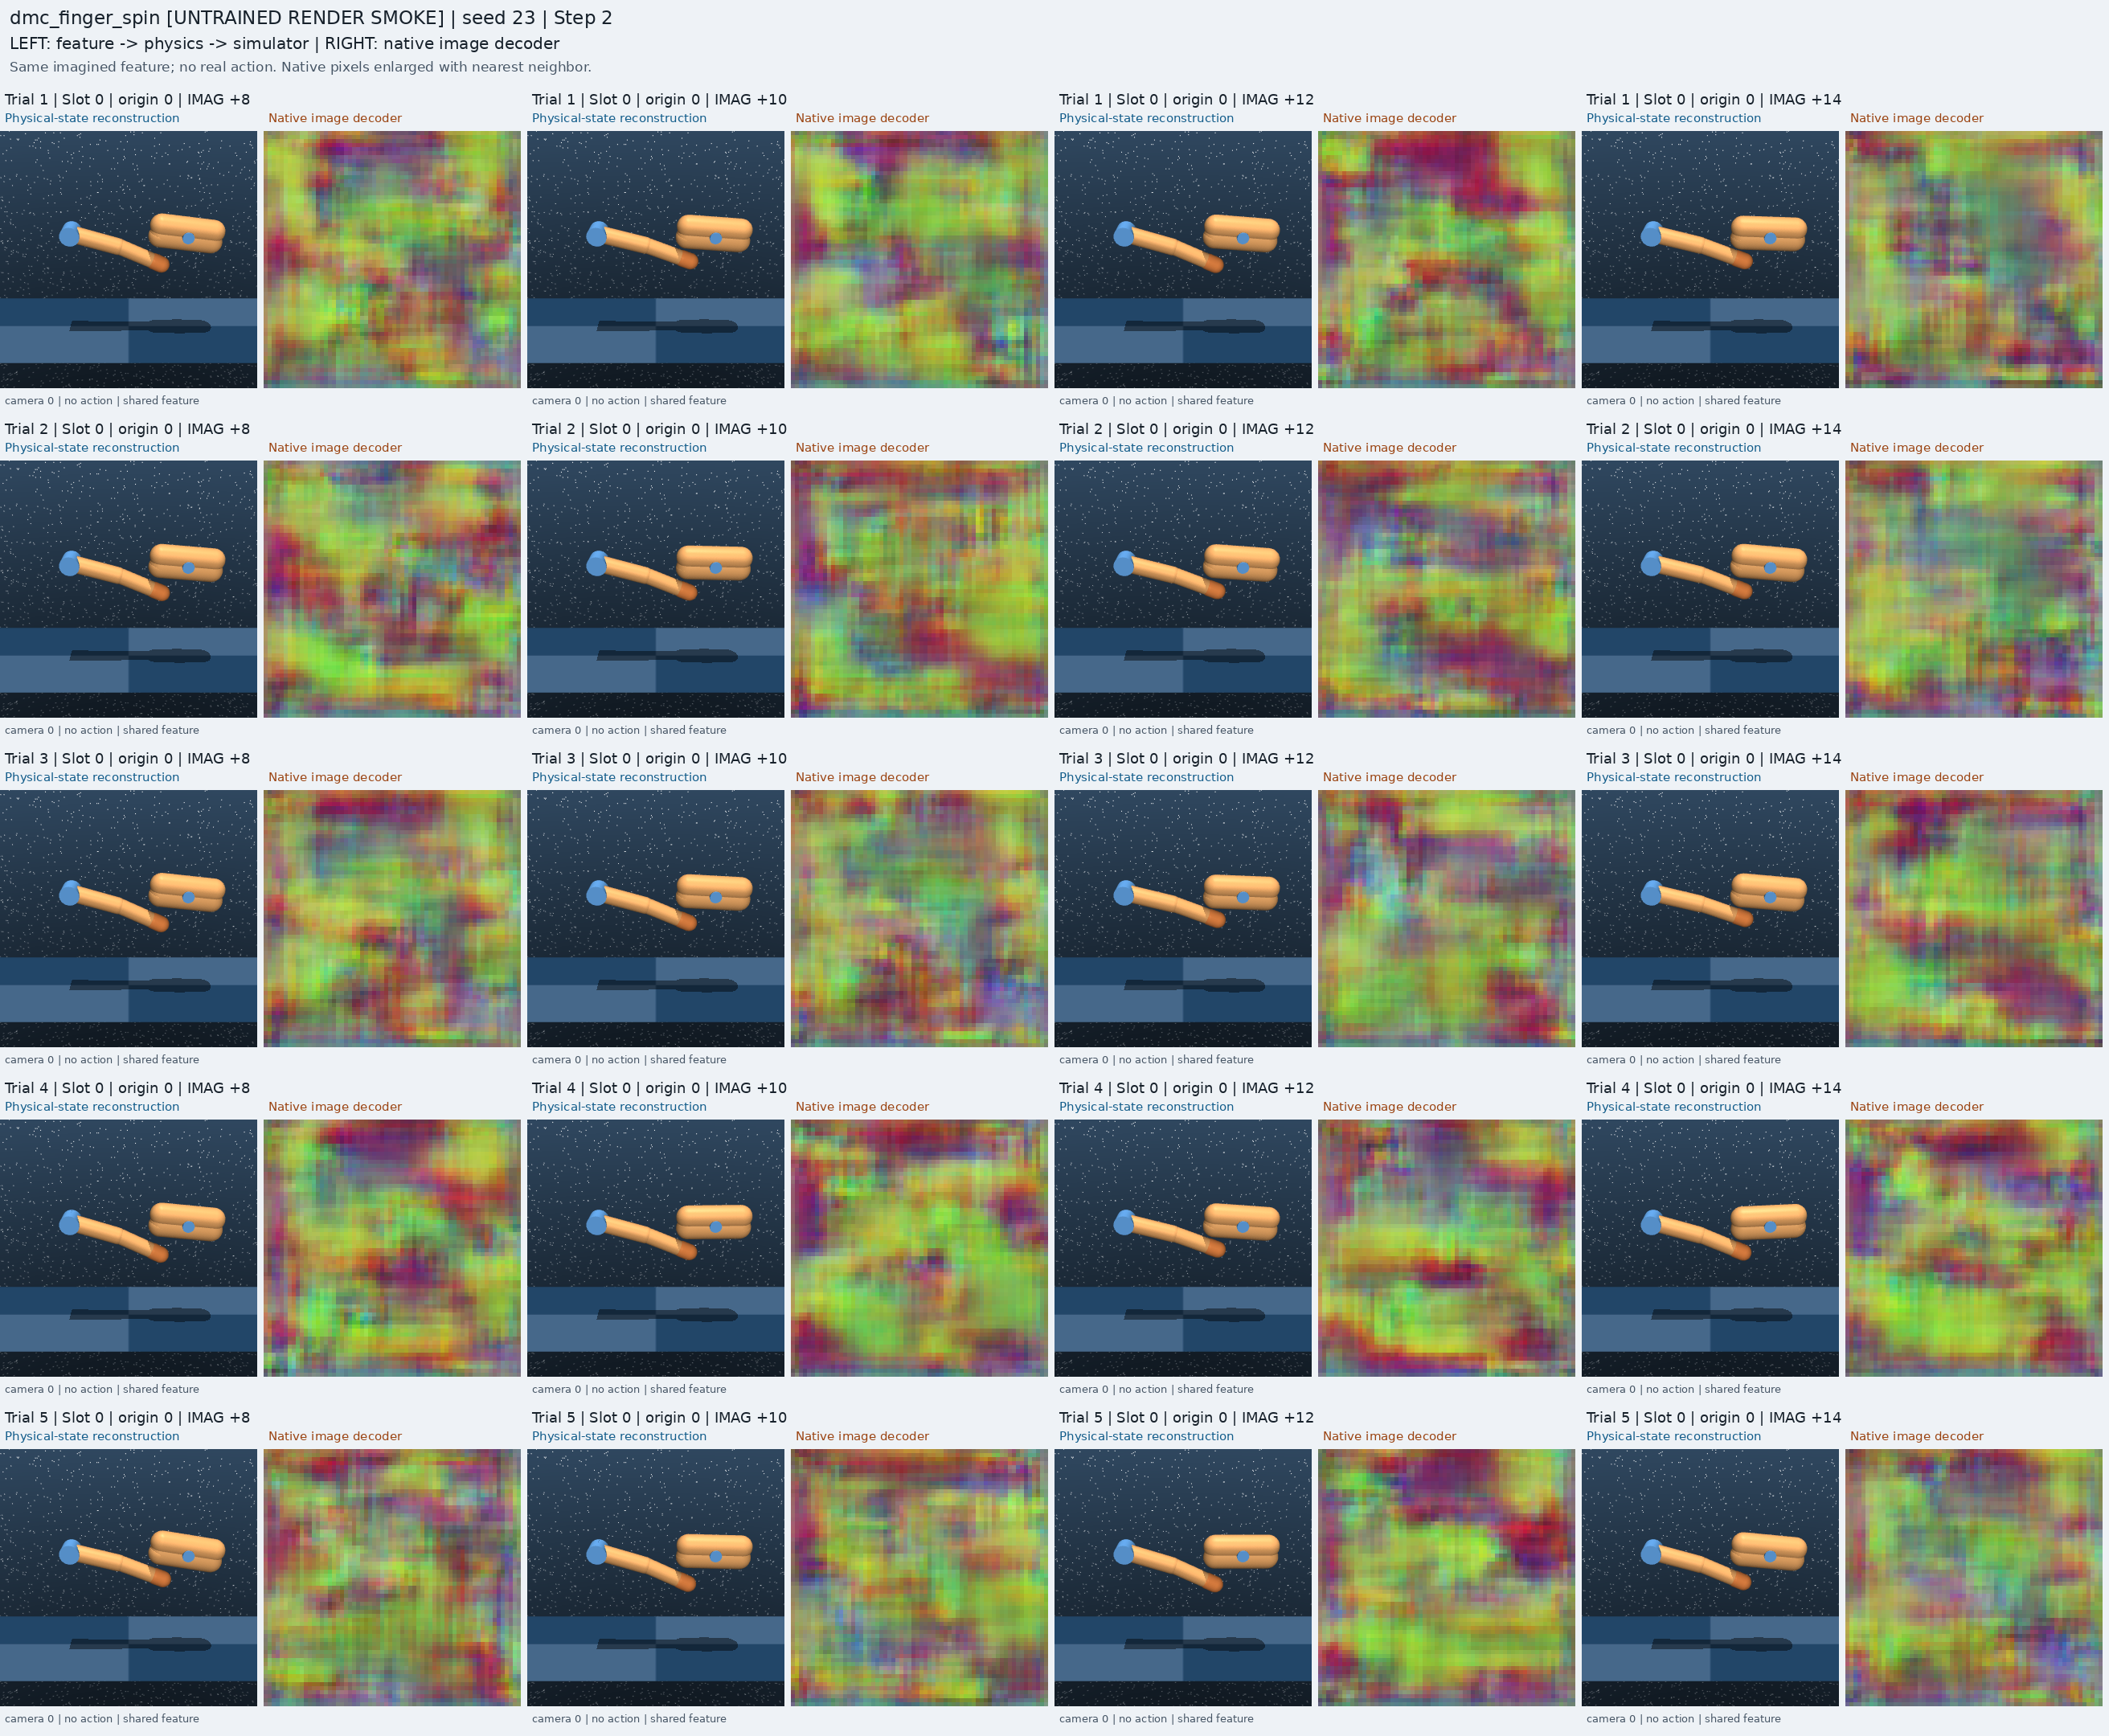 dmc_finger_spin [UNTRAINED RENDER SMOKE] | seed 23 | Step 2
LEFT: feature -> physics -> simulator | RIGHT: native image decoder
Same imagined feature; no real action. Native pixels enlarged with nearest neighbor.
Trial 1 | Slot 0 | origin 0 | IMAG +8
Physical-state reconstruction
Native image decoder
camera 0 | no action | shared feature
Trial 1 | Slot 0 | origin 0 | IMAG +10
Physical-state reconstruction
Native image decoder
camera 0 | no action | shared feature
Trial 1 | Slot 0 | origin 0 | IMAG +12
Physical-state reconstruction
Native image decoder
camera 0 | no action | shared feature
Trial 1 | Slot 0 | origin 0 | IMAG +14
Physical-state reconstruction
Native image decoder
camera 0 | no action | shared feature
Trial 2 | Slot 0 | origin 0 | IMAG +8
Physical-state reconstruction
Native image decoder
camera 0 | no action | shared feature
Trial 2 | Slot 0 | origin 0 | IMAG +10
Physical-state reconstruction
Native image decoder
camera 0 | no action | shared feature
Trial 2 | Slot 0 | origin 0 | IMAG +12
Physical-state reconstruction
Native image decoder
camera 0 | no action | shared feature
Trial 2 | Slot 0 | origin 0 | IMAG +14
Physical-state reconstruction
Native image decoder
camera 0 | no action | shared feature
Trial 3 | Slot 0 | origin 0 | IMAG +8
Physical-state reconstruction
Native image decoder
camera 0 | no action | shared feature
Trial 3 | Slot 0 | origin 0 | IMAG +10
Physical-state reconstruction
Native image decoder
camera 0 | no action | shared feature
Trial 3 | Slot 0 | origin 0 | IMAG +12
Physical-state reconstruction
Native image decoder
camera 0 | no action | shared feature
Trial 3 | Slot 0 | origin 0 | IMAG +14
Physical-state reconstruction
Native image decoder
camera 0 | no action | shared feature
Trial 4 | Slot 0 | origin 0 | IMAG +8
Physical-state reconstruction
Native image decoder
camera 0 | no action | shared feature
Trial 4 | Slot 0 | origin 0 | IMAG +10
Physical-state reconstruction
Native image decoder
camera 0 | no action | shared feature
Trial 4 | Slot 0 | origin 0 | IMAG +12
Physical-state reconstruction
Native image decoder
camera 0 | no action | shared feature
Trial 4 | Slot 0 | origin 0 | IMAG +14
Physical-state reconstruction
Native image decoder
camera 0 | no action | shared feature
Trial 5 | Slot 0 | origin 0 | IMAG +8
Physical-state reconstruction
Native image decoder
camera 0 | no action | shared feature
Trial 5 | Slot 0 | origin 0 | IMAG +10
Physical-state reconstruction
Native image decoder
camera 0 | no action | shared feature
Trial 5 | Slot 0 | origin 0 | IMAG +12
Physical-state reconstruction
Native image decoder
camera 0 | no action | shared feature
Trial 5 | Slot 0 | origin 0 | IMAG +14
Physical-state reconstruction
Native image decoder
camera 0 | no action | shared feature